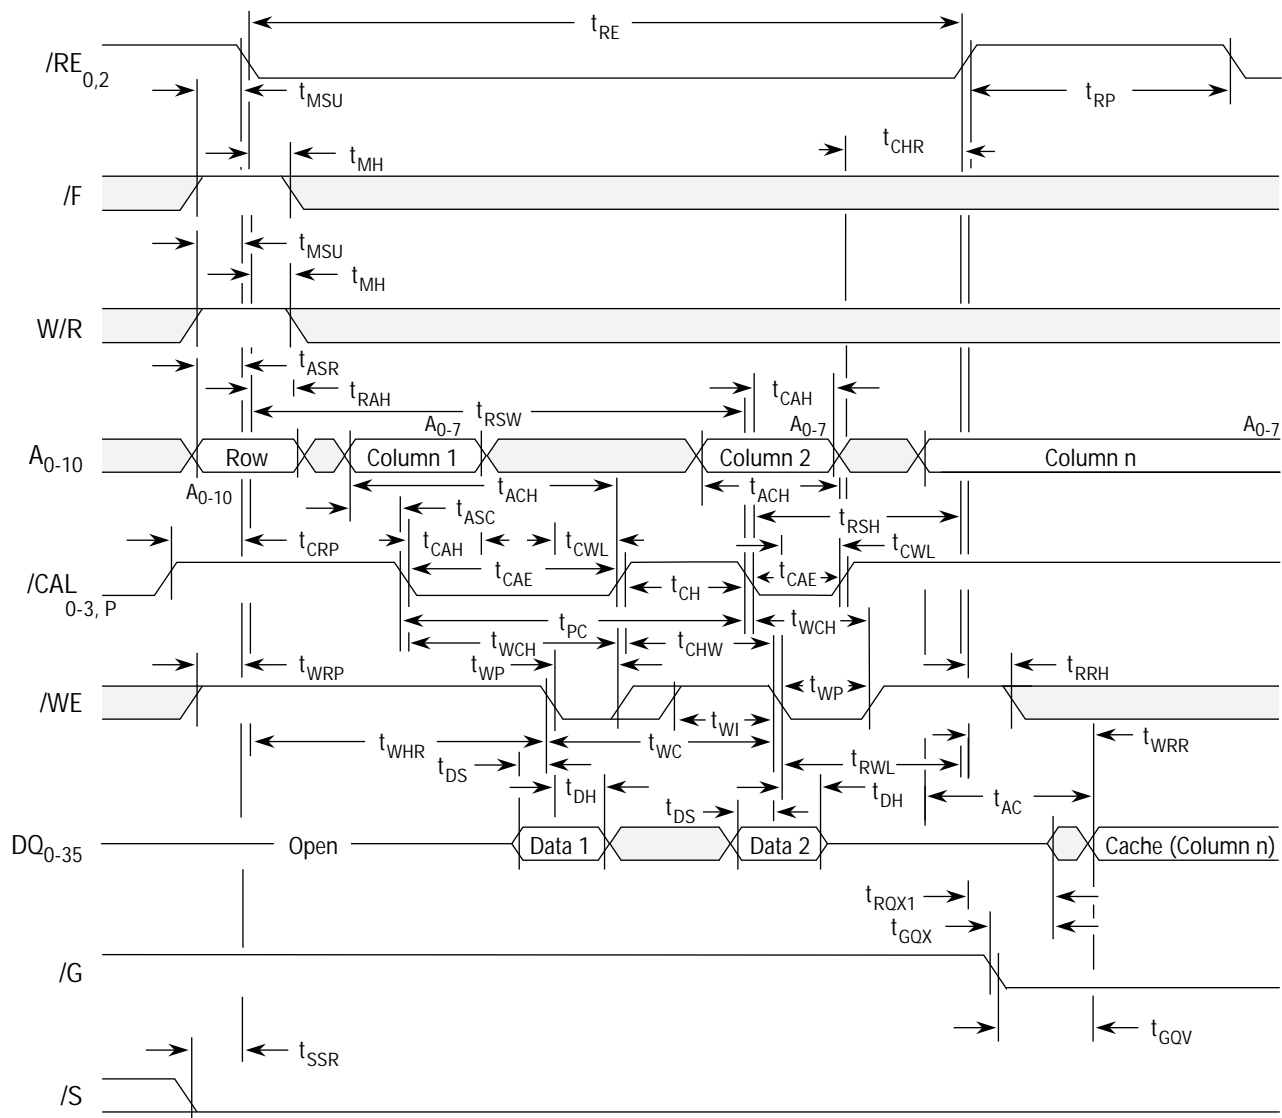 tRE
/RE0,2
tMSU
tRP
tCHR
tMH
/F
tMSU
tMH
W/R
tASR
tRAH
tCAH
tRSW
A0-7
A0-7
A0-7
A0-10
Row
Column 1
Column 2
Column n
A0-10
tACH
tACH
tASC
tRSH
tCRP
tCAH
tCWL
tCWL
tCAE
tCAE
/CAL0-3, P
tCH
tPC
tWCH
tWCH
tCHW
tWRP
tWP
tRRH
/WE
tWP
tWI
tWHR
tWC
tWRR
tDS
tRWL
tDH
tDH
tAC
tDS
DQ0-35
Open
Data 1
Data 2
Cache (Column n)
tRQX1
tGQX
/G
tGQV
tSSR
/S